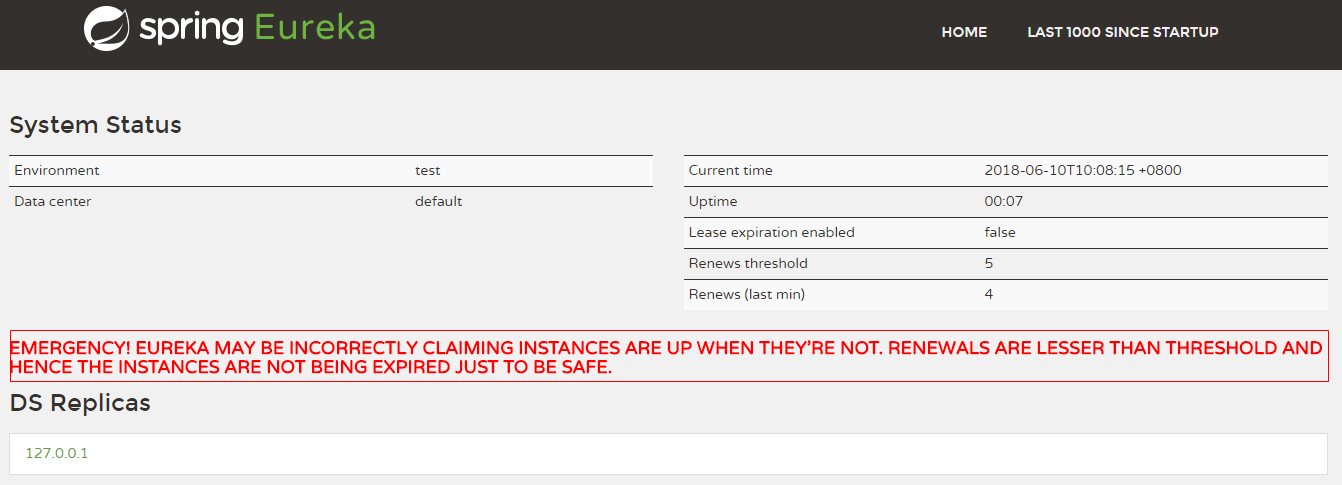 spring Eureka
HOME LAST 1000 SINCE STARTUP
System Status
Environment test
Data center default
Current time 2018-06-10T10:08:15 +0800
Uptime 00:07
Lease expiration enabled false
Renews threshold 5
Renews (last min) 4
EMERGENCY! EUREKA MAY BE INCORRECTLY CLAIMING INSTANCES ARE UP WHEN THEY'RE NOT. RENEWALS ARE LESSER THAN THRESHOLD AND
HENCE THE INSTANCES ARE NOT BEING EXPIRED JUST TO BE SAFE.
DS Replicas
127.0.0.1